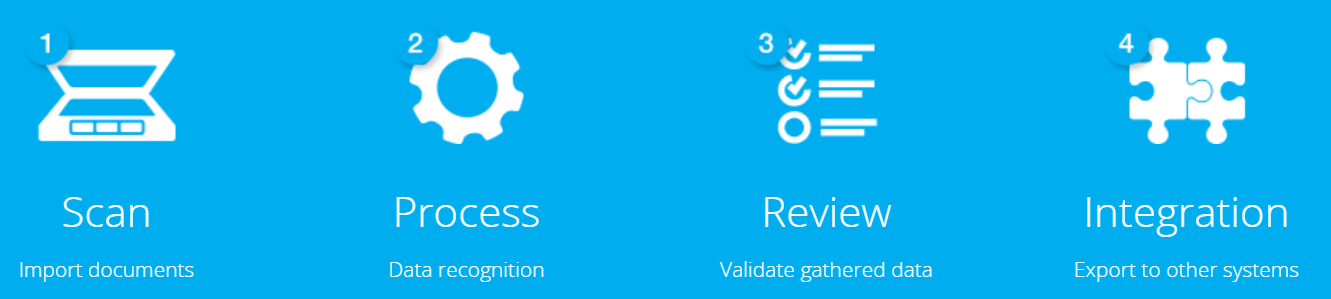 1
2
3
4
Scan
Process
Review
Integration
Import documents
Data recognition
Validate gathered data
Export to other systems